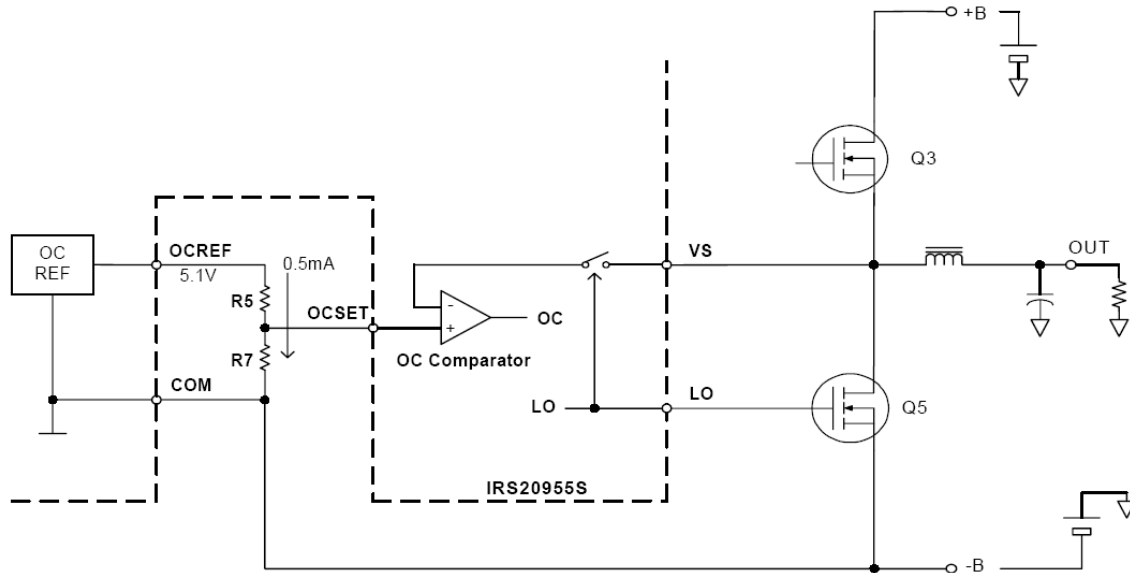 +B
Q3
OC
REF
OCREF
5.1V
0.5mA
VS
OUT
R5
OCSET
-
+
OC
R7
OC Comparator
COM
LO
LO
Q5
IRS20955S
-B